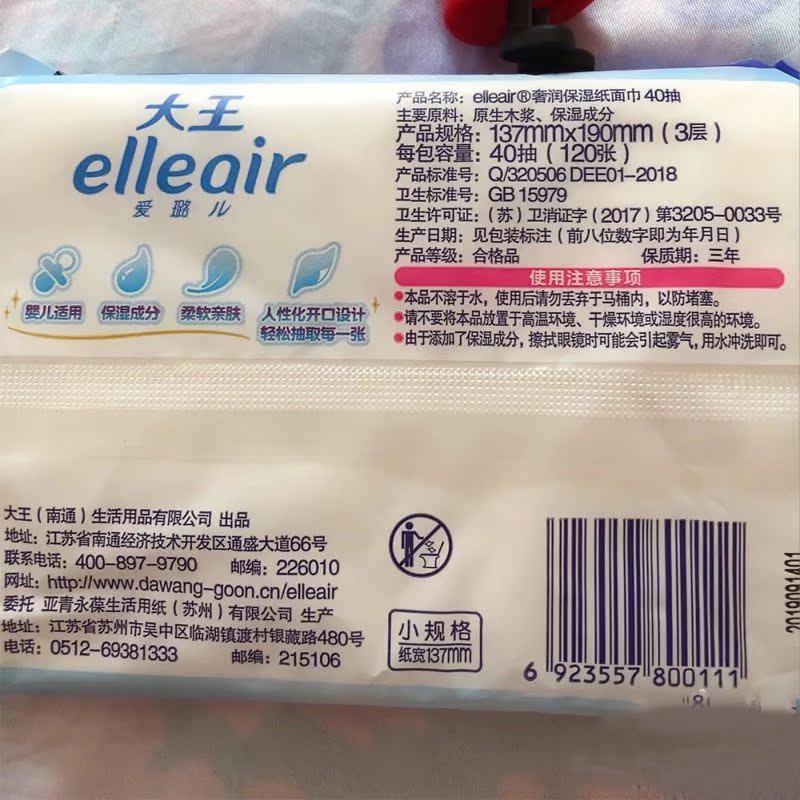 大王
elleair
爱璐儿
婴儿适用
保湿成分
柔软亲肤
人性化开口设计
轻松抽取每一张
产品名称：elleair®奢润保湿纸面巾 40抽
主要原料：原生木浆、保湿成分
产品规格：137mm×190mm（3层）
每包容量：40抽（120张）
产品标准号：Q/320506 DEE01-2018
卫生标准号：GB 15979
卫生许可证：（苏）卫消证字（2017）第3205-0033号
生产日期：见包装标注（前八位数字即为年月日）
产品等级：合格品 保质期：三年
使用注意事项
●本品不溶于水，使用后请勿丢弃于马桶内，以防堵塞。
●请不要将本品放置于高温环境、干燥环境或湿度很高的环境。
●由于添加了保湿成分，擦拭眼镜时可能会引起雾气，用水冲洗即可。
大王（南通）生活用品有限公司 出品
地址：江苏省南通经济技术开发区通盛大道66号
联系电话：400-897-9790 邮编：226010
网址：http://www.dawang-goon.cn/elleair
委托 亚青永葆生活用纸（苏州）有限公司 生产
地址：江苏省苏州市吴中区临湖镇渡村银藏路480号
电话：0512-69381333 邮编：215106
小规格
纸宽137mm
6 923557 800111
2019081401